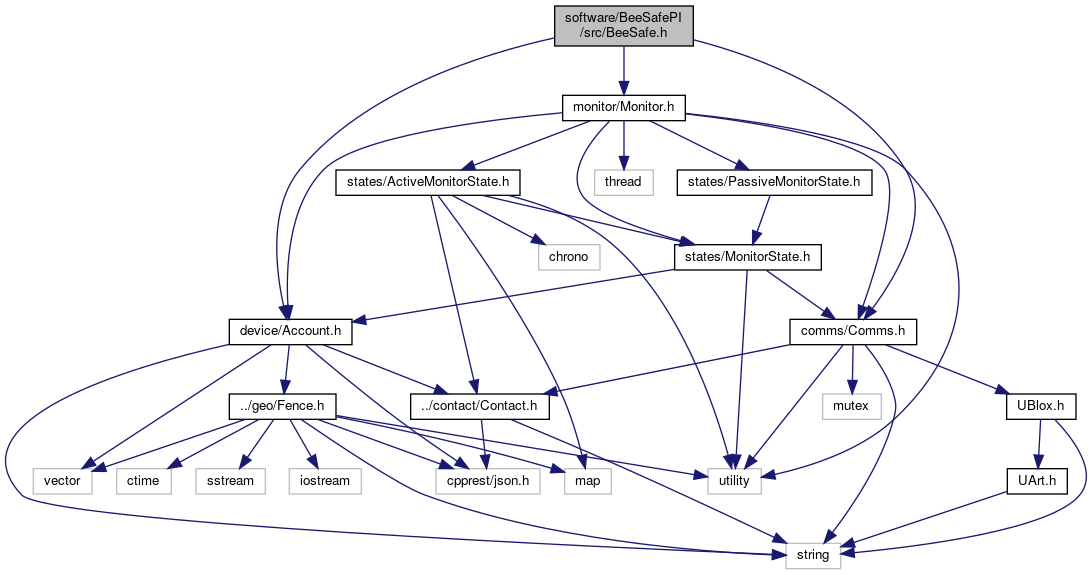 software/BeeSafePI
/src/BeeSafe.h
monitor/Monitor.h
states/ActiveMonitorState.h
thread
states/PassiveMonitorState.h
chrono
states/MonitorState.h
device/Account.h
comms/Comms.h
../geo/Fence.h
../contact/Contact.h
mutex
UBlox.h
vector
ctime
sstream
iostream
cpprest/json.h
map
utility
UArt.h
string